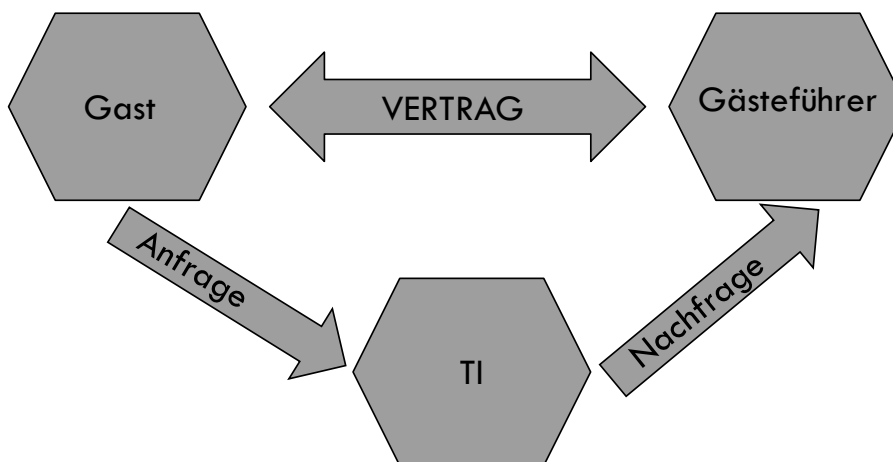 Gast
VERTRAG
Gästeführer
Anfrage
Nachfrage
TI